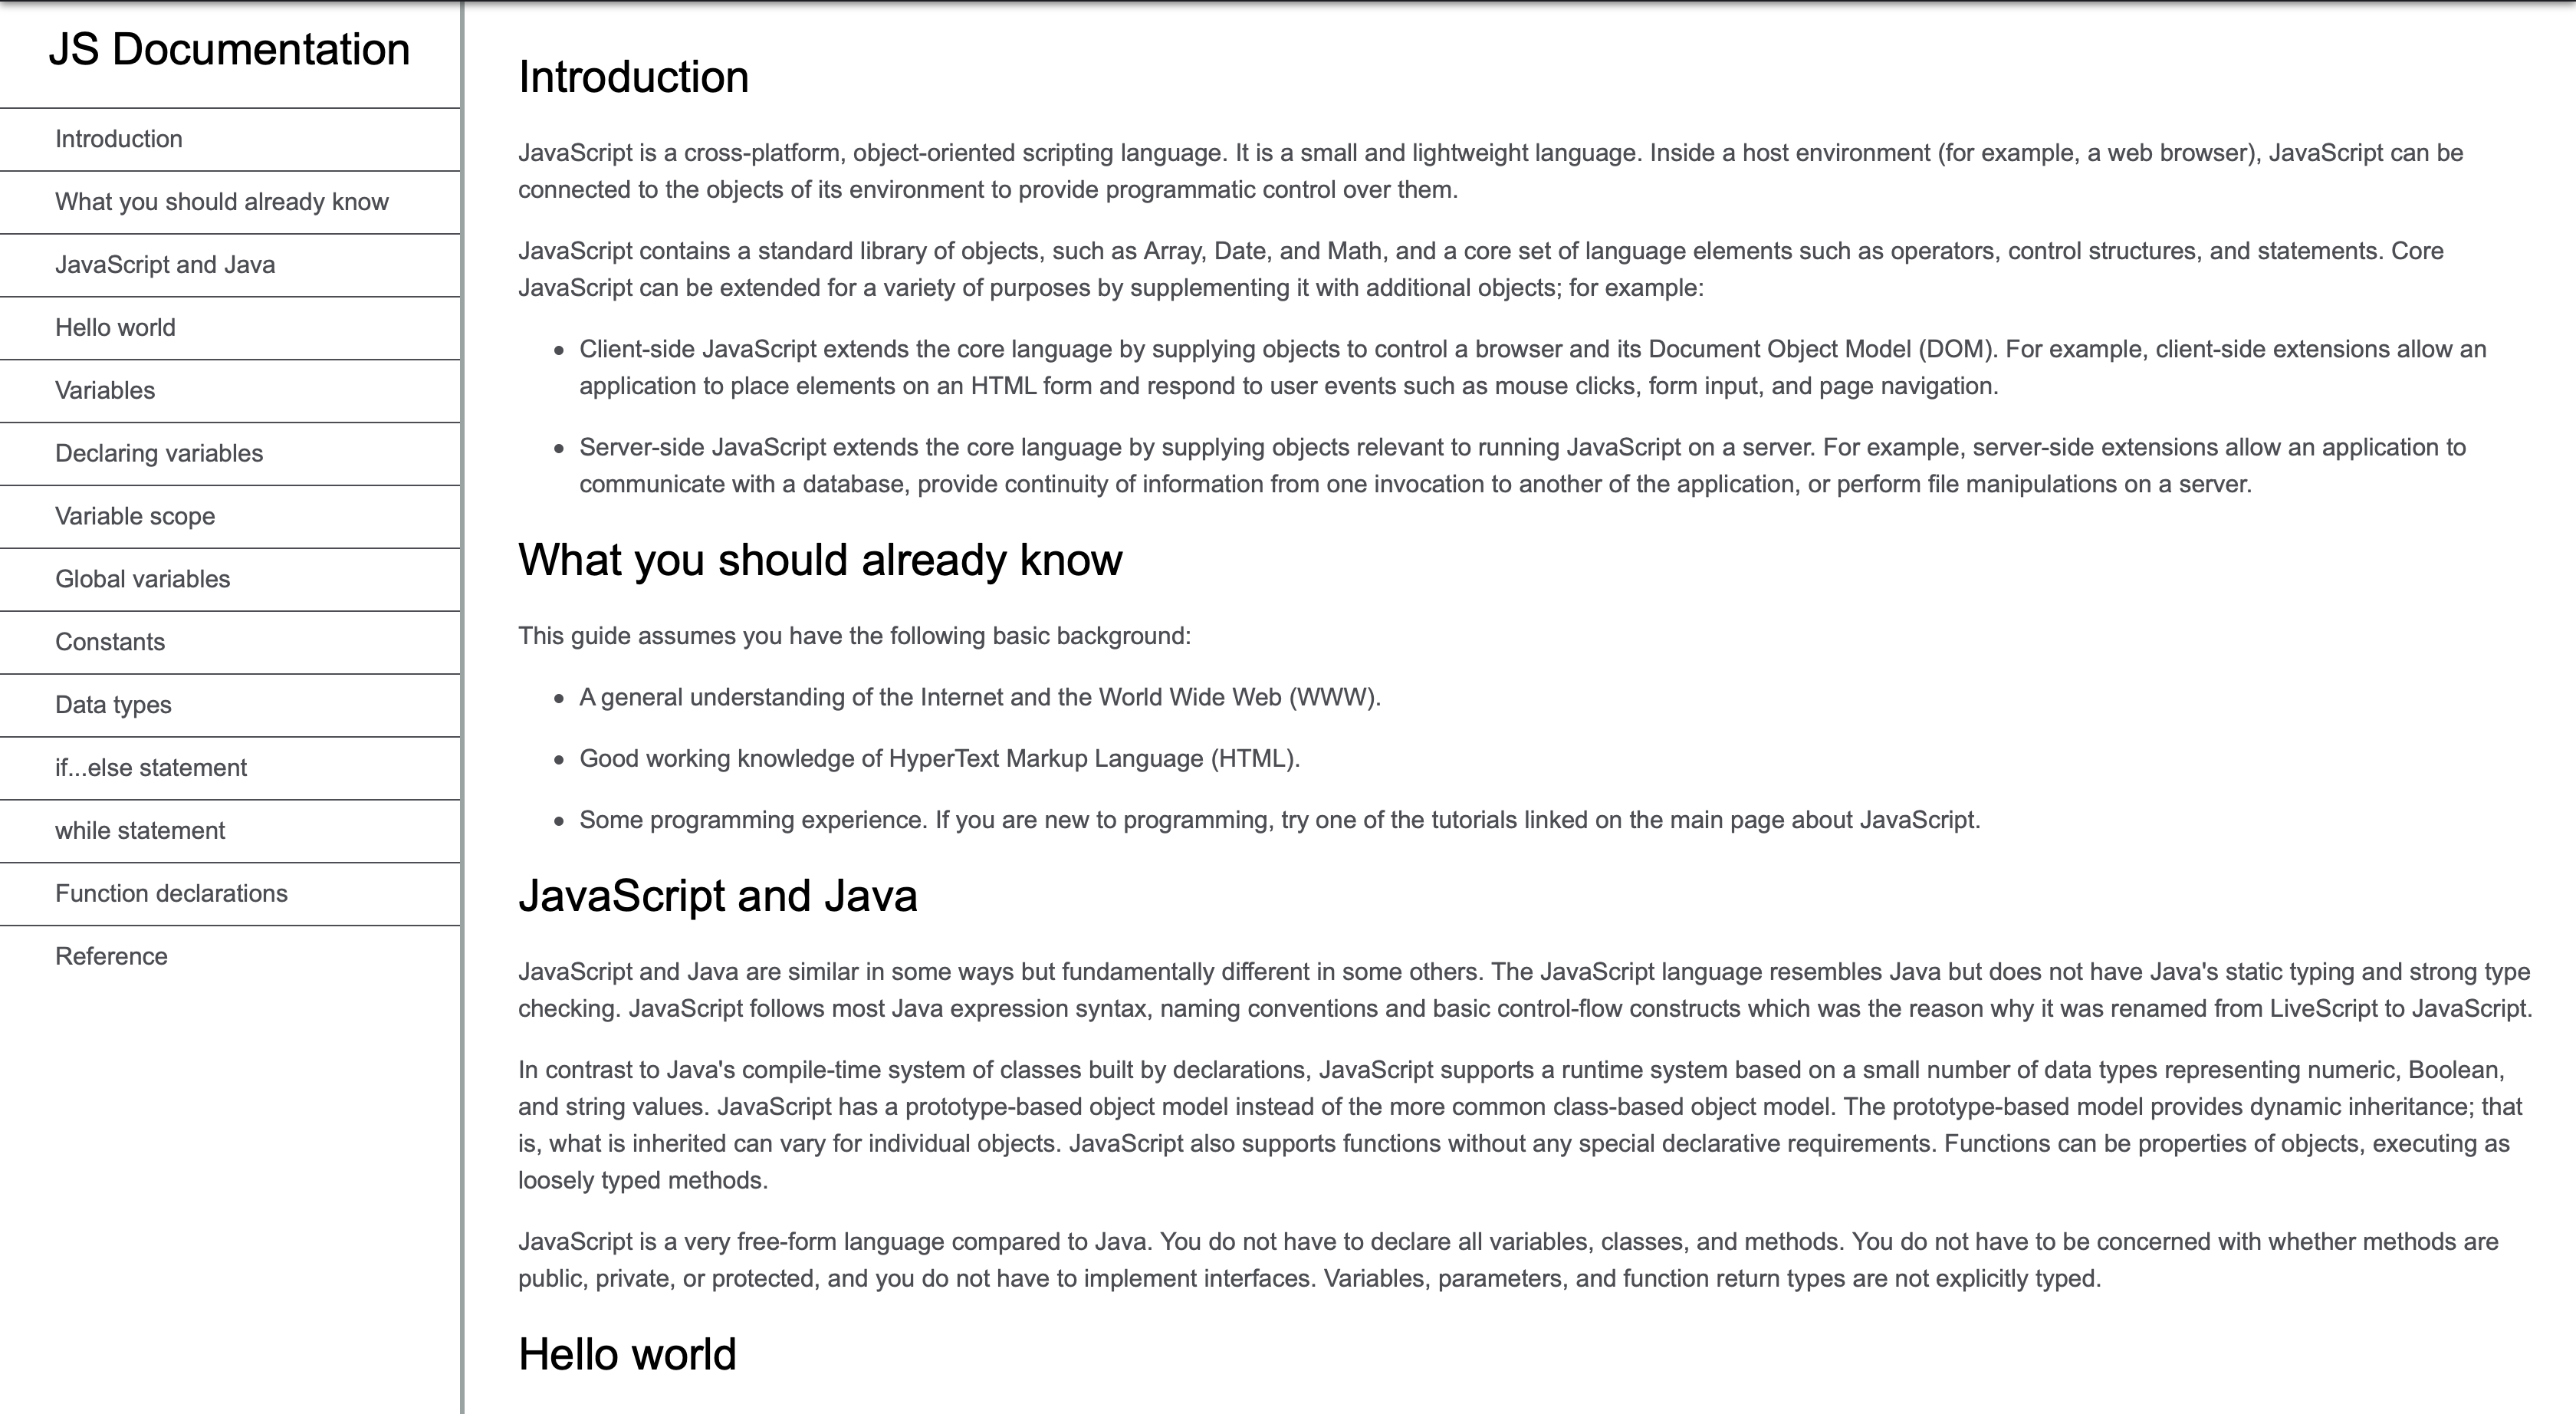 JS Documentation
Introduction
What you should already know
JavaScript and Java
Hello world
Variables
Declaring variables
Variable scope
Global variables
Constants
Data types
if...else statement
while statement
Function declarations
Reference
Introduction
JavaScript is a cross-platform, object-oriented scripting language. It is a small and lightweight language. Inside a host environment (for example, a web browser), JavaScript can be
connected to the objects of its environment to provide programmatic control over them.
JavaScript contains a standard library of objects, such as Array, Date, and Math, and a core set of language elements such as operators, control structures, and statements. Core
JavaScript can be extended for a variety of purposes by supplementing it with additional objects; for example:
• Client-side JavaScript extends the core language by supplying objects to control a browser and its Document Object Model (DOM). For example, client-side extensions allow an
application to place elements on an HTML form and respond to user events such as mouse clicks, form input, and page navigation.
• Server-side JavaScript extends the core language by supplying objects relevant to running JavaScript on a server. For example, server-side extensions allow an application to
communicate with a database, provide continuity of information from one invocation to another of the application, or perform file manipulations on a server.
What you should already know
This guide assumes you have the following basic background:
• A general understanding of the Internet and the World Wide Web (WWW).
• Good working knowledge of HyperText Markup Language (HTML).
• Some programming experience. If you are new to programming, try one of the tutorials linked on the main page about JavaScript.
JavaScript and Java
JavaScript and Java are similar in some ways but fundamentally different in some others. The JavaScript language resembles Java but does not have Java's static typing and strong type
checking. JavaScript follows most Java expression syntax, naming conventions and basic control-flow constructs which was the reason why it was renamed from LiveScript to JavaScript.
In contrast to Java's compile-time system of classes built by declarations, JavaScript supports a runtime system based on a small number of data types representing numeric, Boolean,
and string values. JavaScript has a prototype-based object model instead of the more common class-based object model. The prototype-based model provides dynamic inheritance; that
is, what is inherited can vary for individual objects. JavaScript also supports functions without any special declarative requirements. Functions can be properties of objects, executing as
loosely typed methods.
JavaScript is a very free-form language compared to Java. You do not have to declare all variables, classes, and methods. You do not have to be concerned with whether methods are
public, private, or protected, and you do not have to implement interfaces. Variables, parameters, and function return types are not explicitly typed.
Hello world